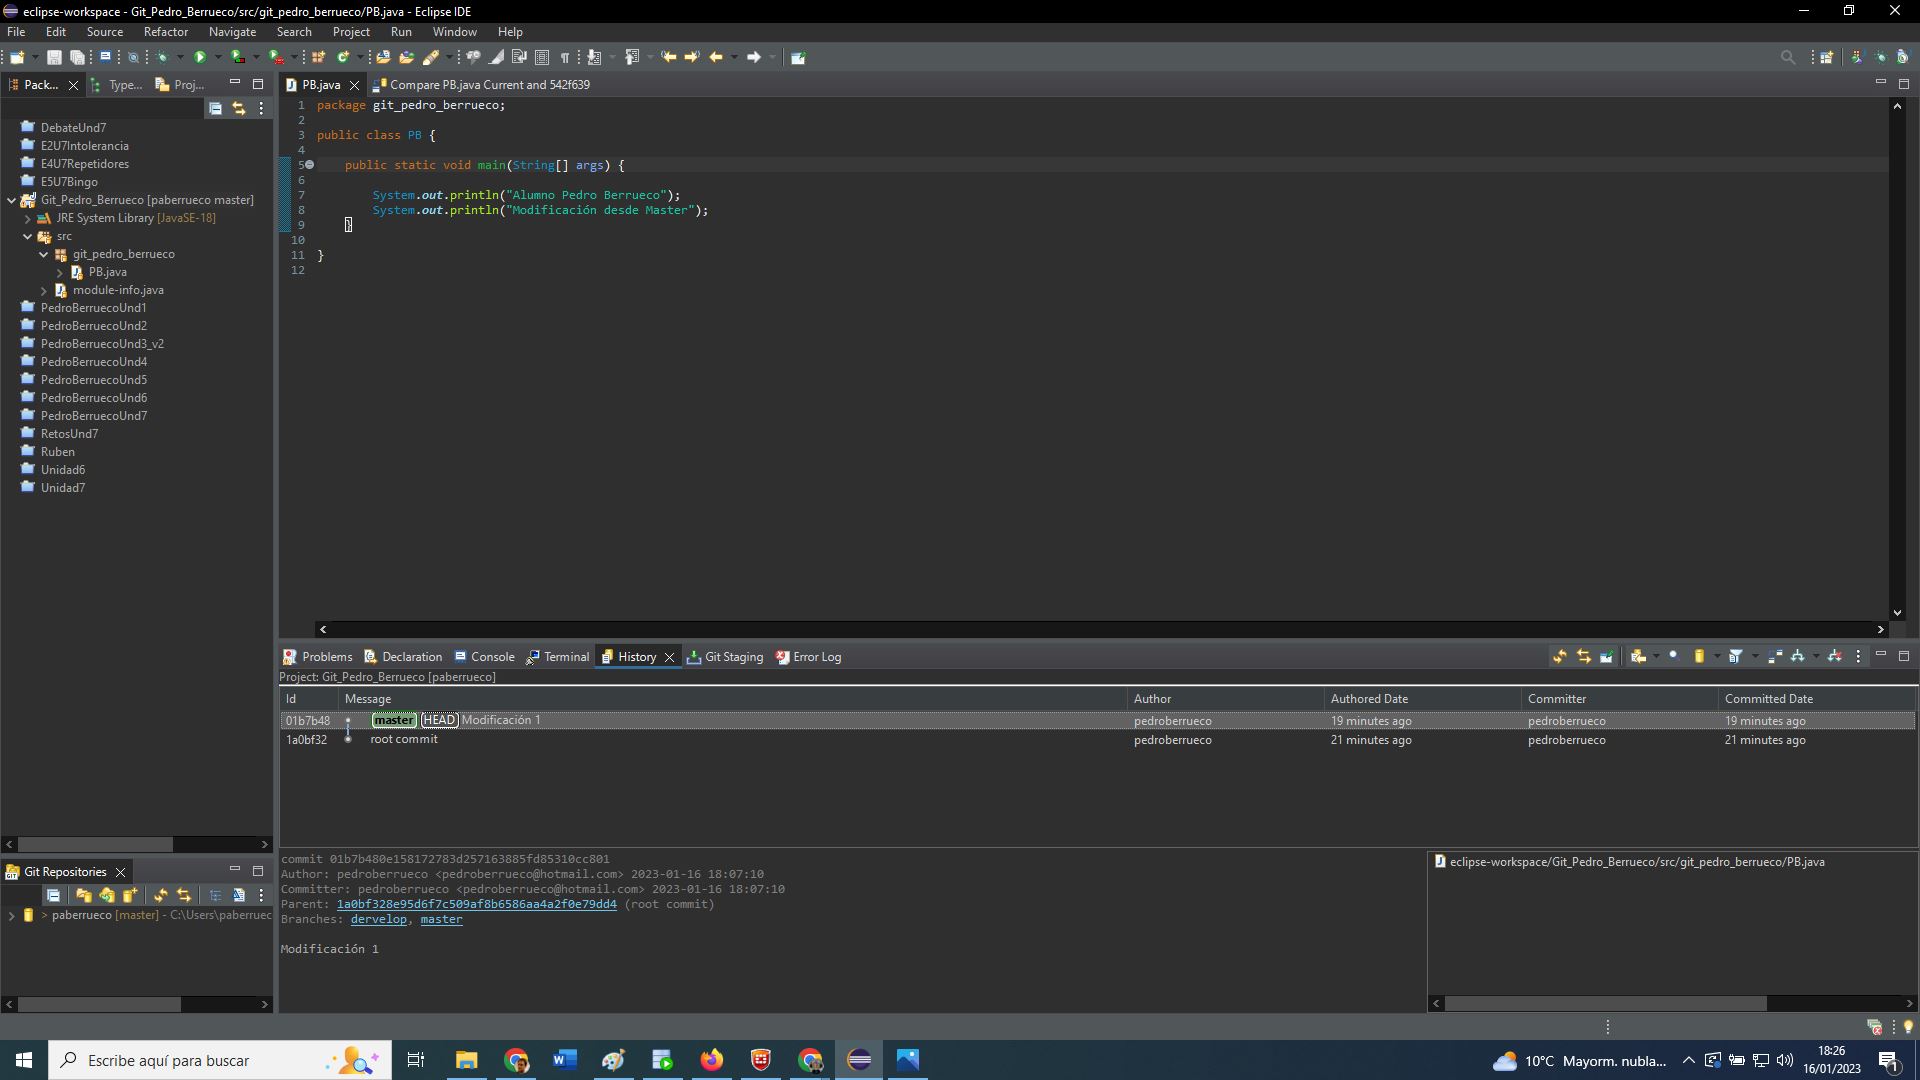 eclipse-workspace - Git_Pedro_Berrueco/src/git_pedro_berrueco/PB.java - Eclipse IDE
File Edit Source Refactor Navigate Search Project Run Window Help
Pack... Type... Proj...
DebateUnd7
E2U7Intolerancia
E4U7Repetidores
E5U7Bingo
Git_Pedro_Berrueco [paberrueco master]
JRE System Library [JavaSE-18]
src
git_pedro_berrueco
PB.java
module-info.java
PedroBerruecoUnd1
PedroBerruecoUnd2
PedroBerruecoUnd3_v2
PedroBerruecoUnd4
PedroBerruecoUnd5
PedroBerruecoUnd6
PedroBerruecoUnd7
RetosUnd7
Ruben
Unidad6
Unidad7
PB.java Compare PB.java Current and 542f639
1 package git_pedro_berrueco;
2
3 public class PB {
4
5 public static void main(String[] args) {
6
7 System.out.println("Alumno Pedro Berrueco");
8 System.out.println("Modificación desde Master");
9 }
10
11 }
12
Problems Declaration Console Terminal History Git Staging Error Log
Project: Git_Pedro_Berrueco [paberrueco]
Id Message Author Authored Date Committer Committed Date
01b7b48 master HEAD Modificación 1 pedroberrueco 19 minutes ago pedroberrueco 19 minutes ago
1a0bf32 root commit pedroberrueco 21 minutes ago pedroberrueco 21 minutes ago
Git Repositories
> paberrueco [master] - C:\Users\paberruec
commit 01b7b480e158172783d257163885fd85310cc801
Author: pedroberrueco <pedroberrueco@hotmail.com> 2023-01-16 18:07:10
Committer: pedroberrueco <pedroberrueco@hotmail.com> 2023-01-16 18:07:10
Parent: 1a0bf328e95d6f7c509af8b6586aa4a2f0e79dd4 (root commit)
Branches: dervelop, master
Modificación 1
eclipse-workspace/Git_Pedro_Berrueco/src/git_pedro_berrueco/PB.java
Escribe aquí para buscar
10°C Mayorm. nubla...
18:26
16/01/2023
1